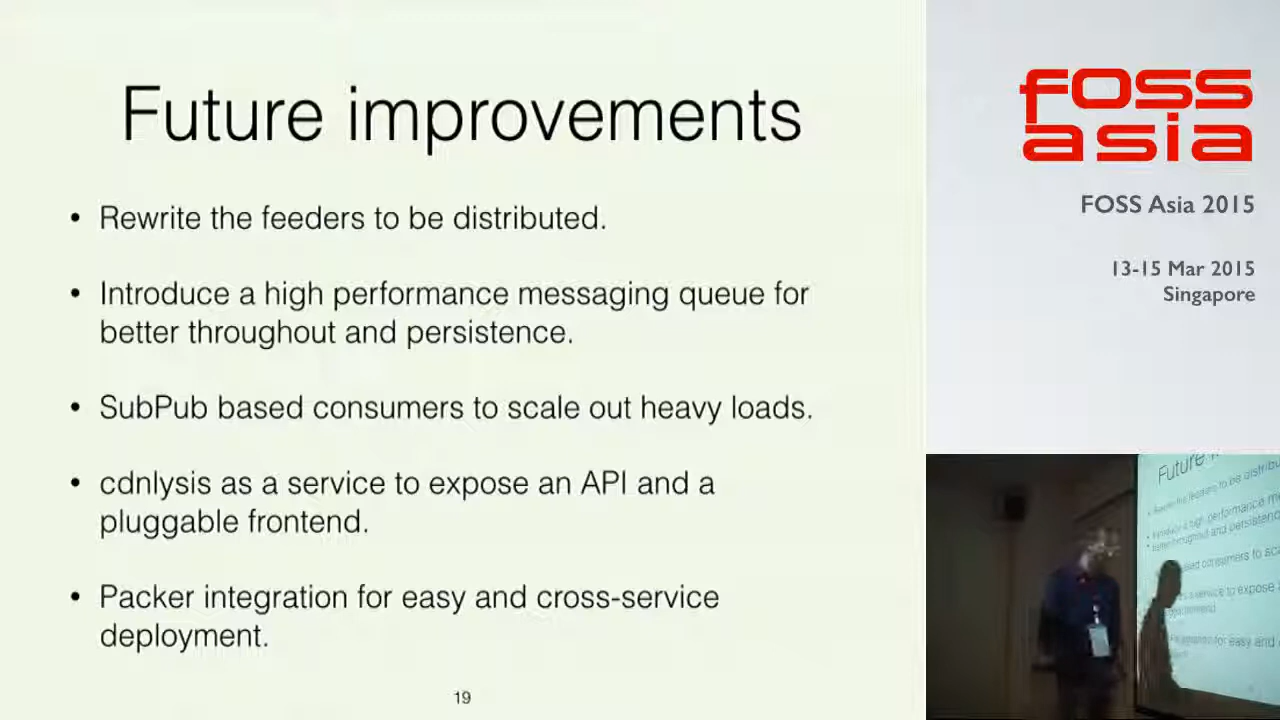 Future improvements
• Rewrite the feeders to be distributed.
• Introduce a high performance messaging queue for
better throughout and persistence.
• SubPub based consumers to scale out heavy loads.
• cdnlysis as a service to expose an API and a
pluggable frontend.
• Packer integration for easy and cross-service
deployment.
19
foss
asia
FOSS Asia 2015
13-15 Mar 2015
Singapore
Future